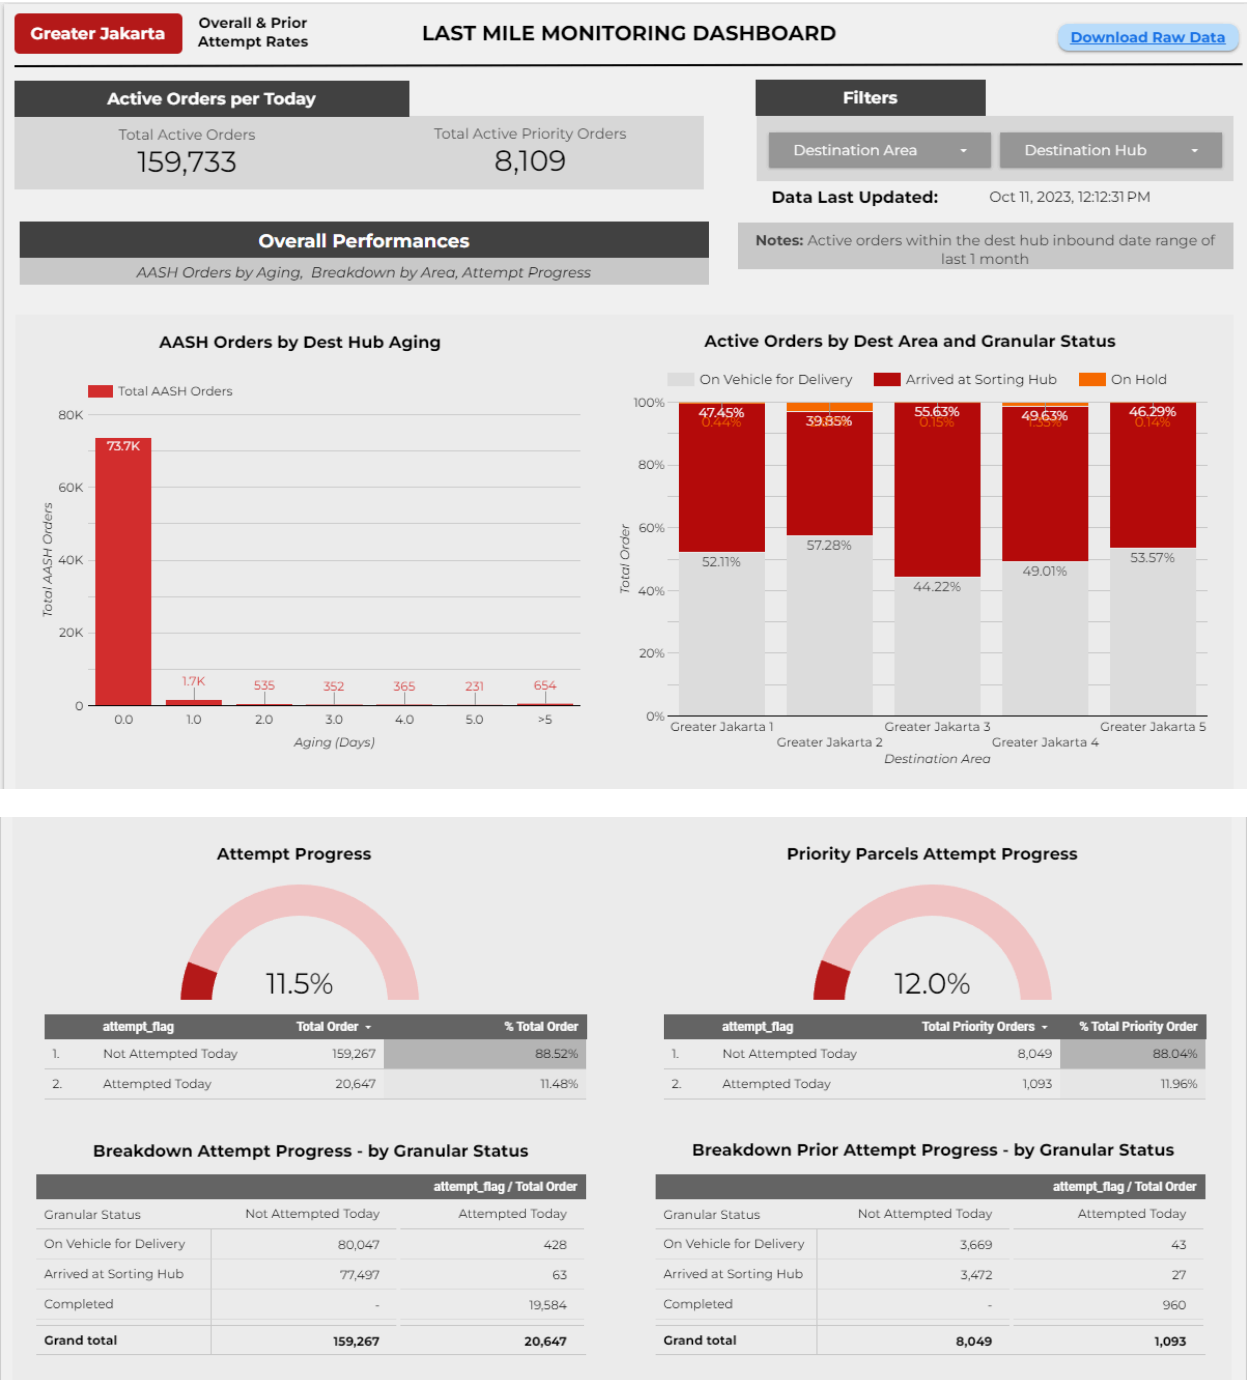 Greater Jakarta
Overall & Prior
Attempt Rates
LAST MILE MONITORING DASHBOARD
Download Raw Data
Active Orders per Today
Total Active Orders
159,733
Total Active Priority Orders
8,109
Filters
Destination Area
Destination Hub
Data Last Updated: Oct 11, 2023, 12:12:31 PM
Notes: Active orders within the dest hub inbound date range of
last 1 month
Overall Performances
AASH Orders by Aging, Breakdown by Area, Attempt Progress
AASH Orders by Dest Hub Aging
Total AASH Orders
80K
60K
40K
20K
0
Total AASH Orders
73.7K
1.7K
535
352
365
231
654
0.0
1.0
2.0
3.0
4.0
5.0
>5
Aging (Days)
Active Orders by Dest Area and Granular Status
On Vehicle for Delivery
Arrived at Sorting Hub
On Hold
100%
80%
60%
40%
20%
0%
Total Order
47.45%
0.44%
39.85%
55.63%
0.15%
49.63%
1.35%
46.29%
0.14%
52.11%
57.28%
44.22%
49.01%
53.57%
Greater Jakarta 1
Greater Jakarta 2
Greater Jakarta 3
Greater Jakarta 4
Greater Jakarta 5
Destination Area
Attempt Progress
11.5%
attempt_flag Total Order % Total Order
1. Not Attempted Today 159,267 88.52%
2. Attempted Today 20,647 11.48%
Priority Parcels Attempt Progress
12.0%
attempt_flag Total Priority Orders % Total Priority Order
1. Not Attempted Today 8,049 88.04%
2. Attempted Today 1,093 11.96%
Breakdown Attempt Progress - by Granular Status
attempt_flag / Total Order
Granular Status Not Attempted Today Attempted Today
On Vehicle for Delivery 80,047 428
Arrived at Sorting Hub 77,497 63
Completed - 19,584
Grand total 159,267 20,647
Breakdown Prior Attempt Progress - by Granular Status
attempt_flag / Total Order
Granular Status Not Attempted Today Attempted Today
On Vehicle for Delivery 3,669 43
Arrived at Sorting Hub 3,472 27
Completed - 960
Grand total 8,049 1,093